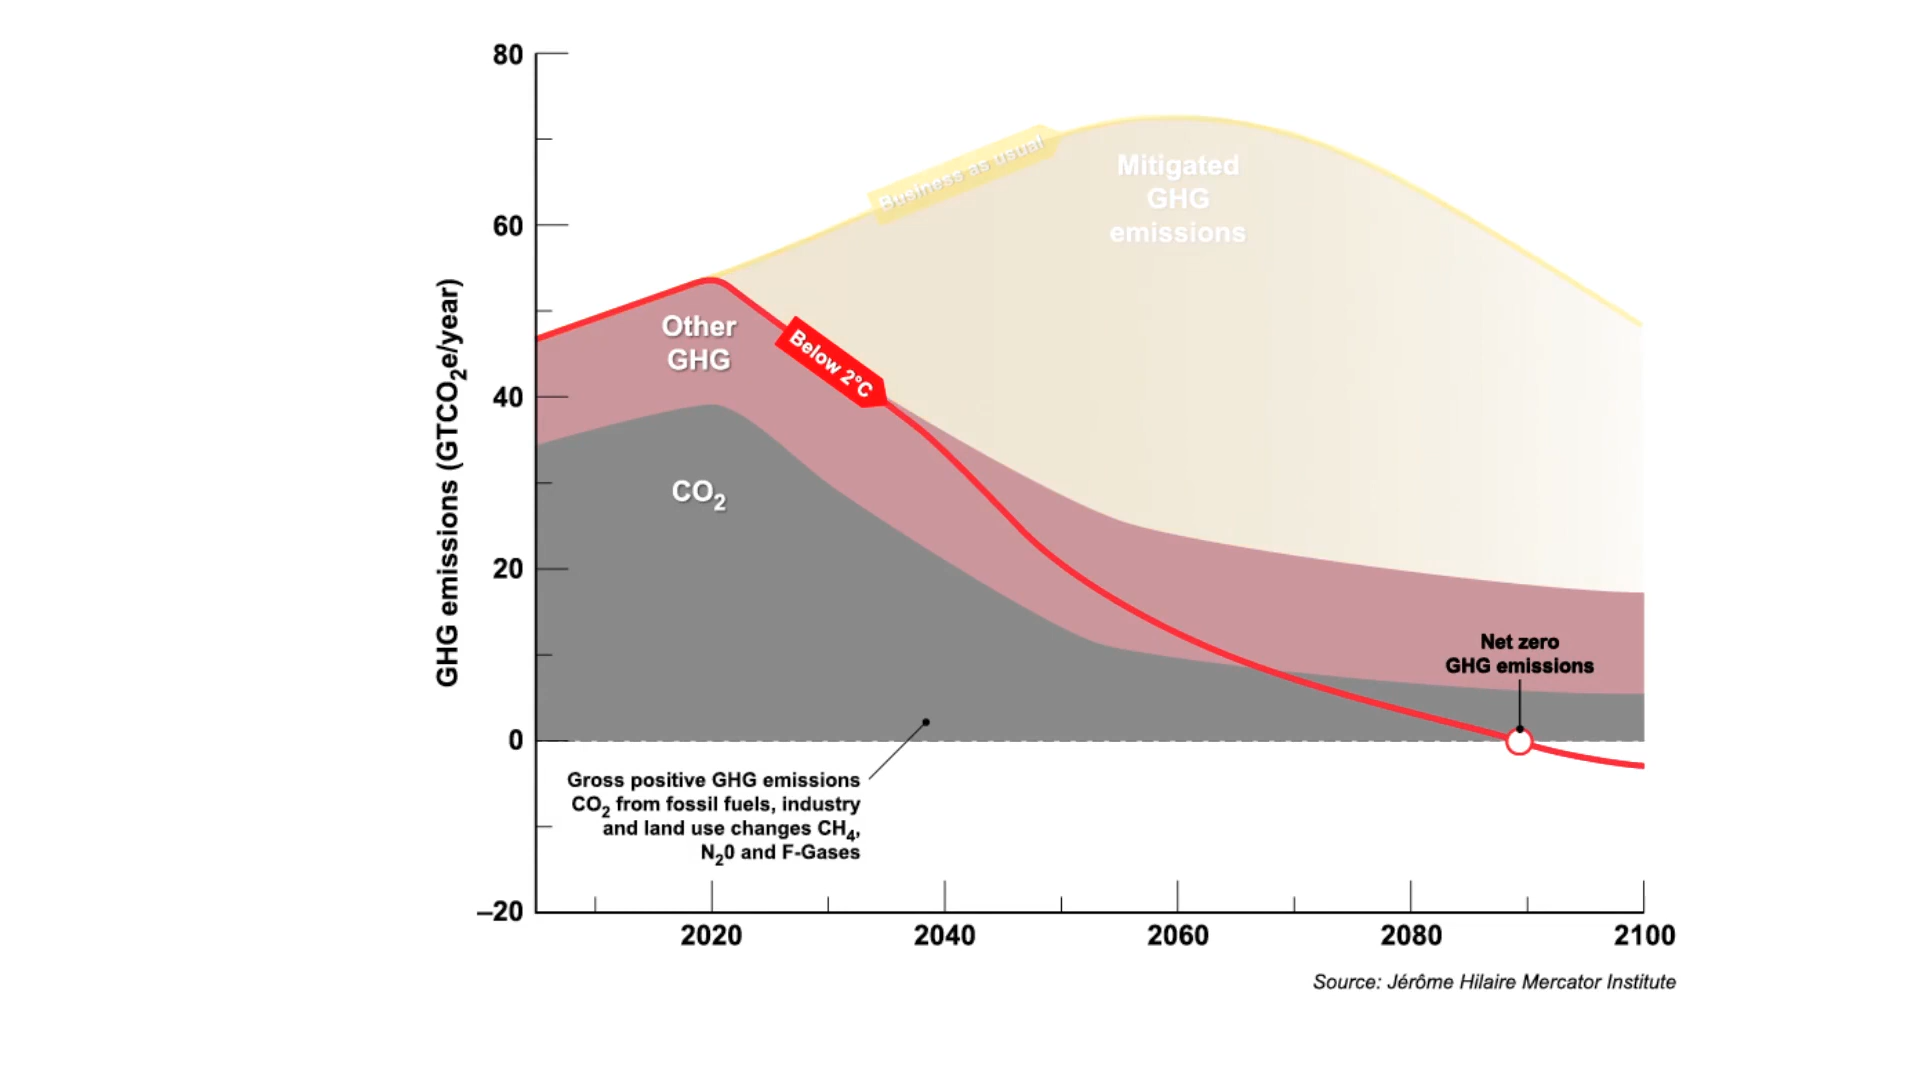 80
60
40
20
0
–20
GHG emissions (GTCO₂e/year)
Business as usual
Mitigated
GHG
emissions
Other
GHG
Below 2°C
CO₂
Net zero
GHG emissions
Gross positive GHG emissions
CO₂ from fossil fuels, industry
and land use changes CH₄,
N₂0 and F-Gases
2020
2040
2060
2080
2100
Source: Jérôme Hilaire Mercator Institute